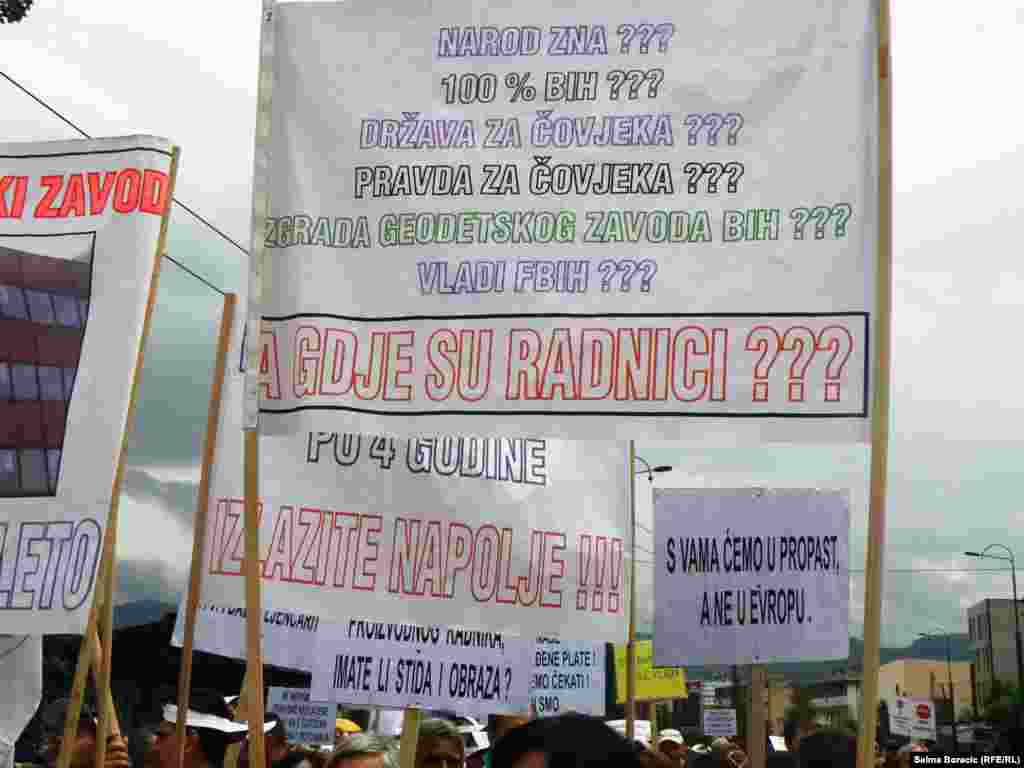 NAROD ZNA ???
100 % BIH ???
DRŽAVA ZA ČOVJEKA ???
PRAVDA ZA ČOVJEKA ???
ZGRADA GEODETSKOG ZAVODA BIH ???
VLADI FBIH ???
A GDJE SU RADNICI ???
KI ZAVOD
LETO
PO 4 GODINE
IZLAZITE NAPOLJE !!!
S VAMA ĆEMO U PROPAST,
A NE U EVROPU.
PROIZVODNOG RADNIKA,
IMATE LI STIDA I OBRAZA ?
ĐENE PLATE !
MO ČEKATI !
SMO
Selma Boracic (RFE/RL)